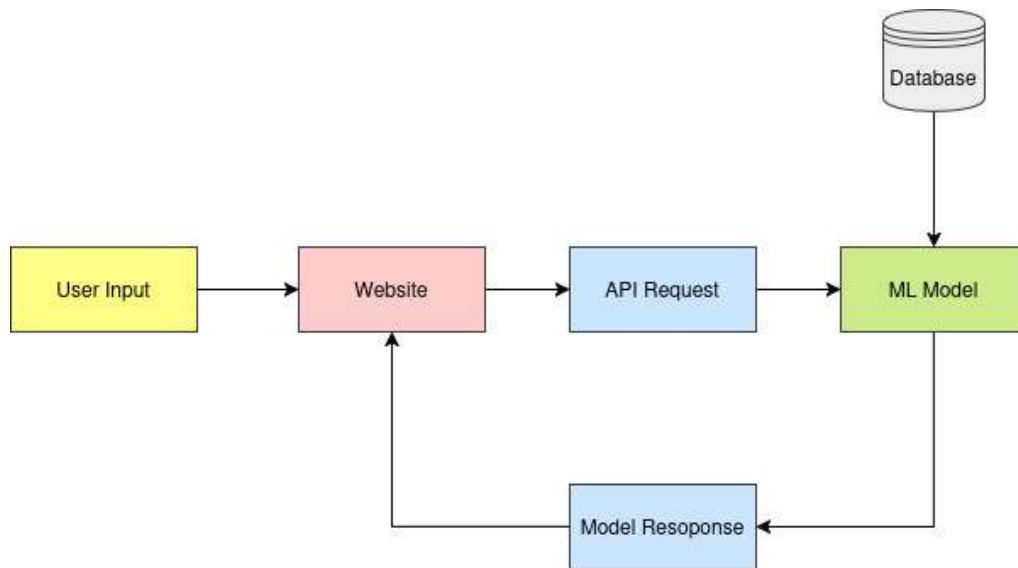 Database
User Input
Website
API Request
ML Model
Model Resoponse